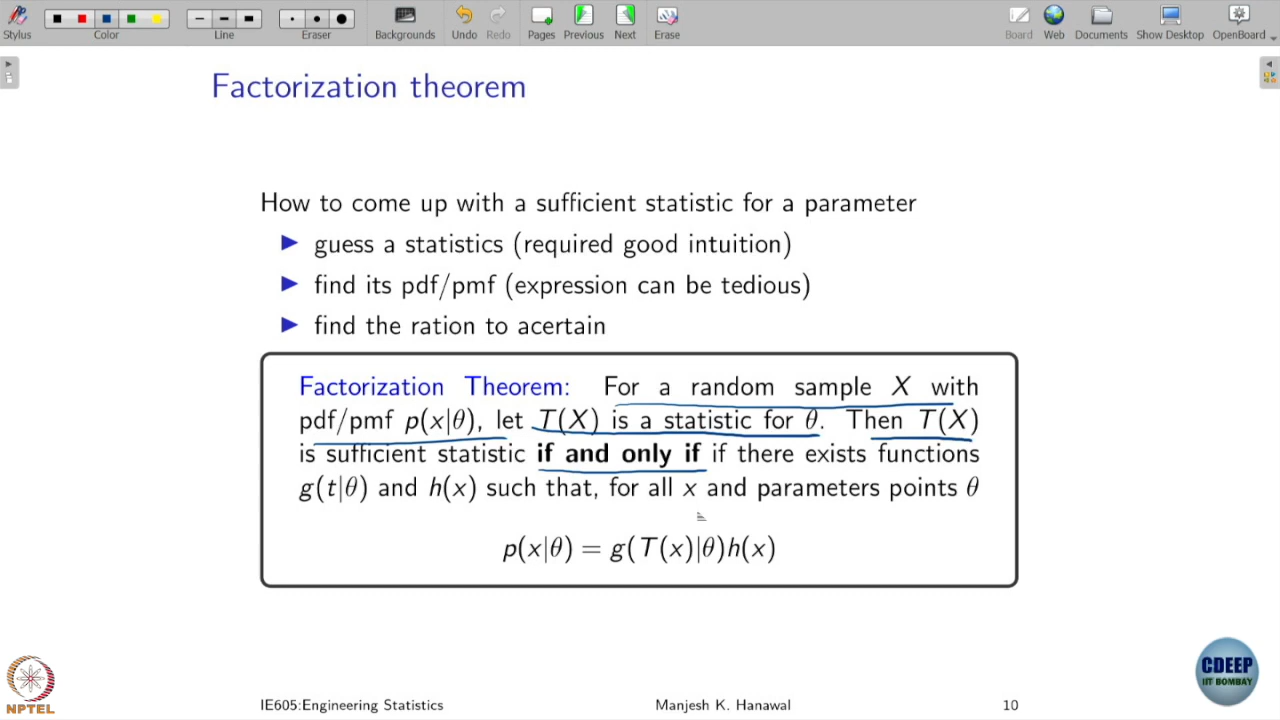 Stylus
Color
Line
Eraser
Backgrounds
Undo
Redo
Pages
Previous
Next
Erase
Board
Web
Documents
Show Desktop
OpenBoard
Factorization theorem
How to come up with a sufficient statistic for a parameter
▶ guess a statistics (required good intuition)
▶ find its pdf/pmf (expression can be tedious)
▶ find the ration to acertain
Factorization Theorem: For a random sample X with
pdf/pmf p(x|θ), let T(X) is a statistic for θ. Then T(X)
is sufficient statistic if and only if if there exists functions
g(t|θ) and h(x) such that, for all x and parameters points θ
p(x|θ) = g(T(x)|θ)h(x)
NPTEL
IE605:Engineering Statistics
Manjesh K. Hanawal
10
CDEEP
IIT BOMBAY